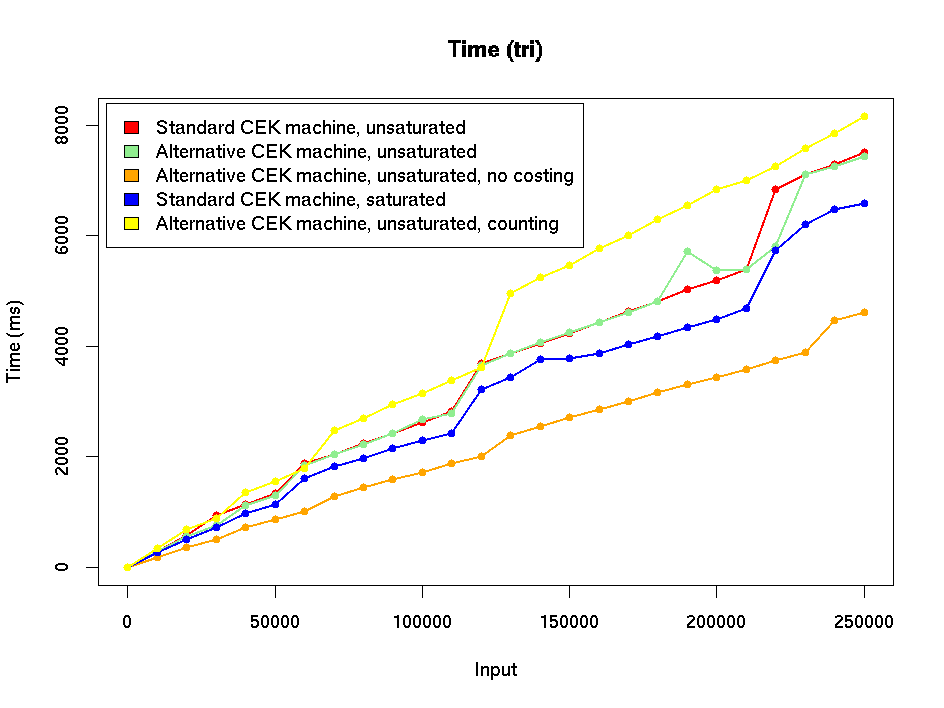 Time (tri)
Standard CEK machine, unsaturated
Alternative CEK machine, unsaturated
Alternative CEK machine, unsaturated, no costing
Standard CEK machine, saturated
Alternative CEK machine, unsaturated, counting
Time (ms)
8000
6000
4000
2000
0
0 50000 100000 150000 200000 250000
Input